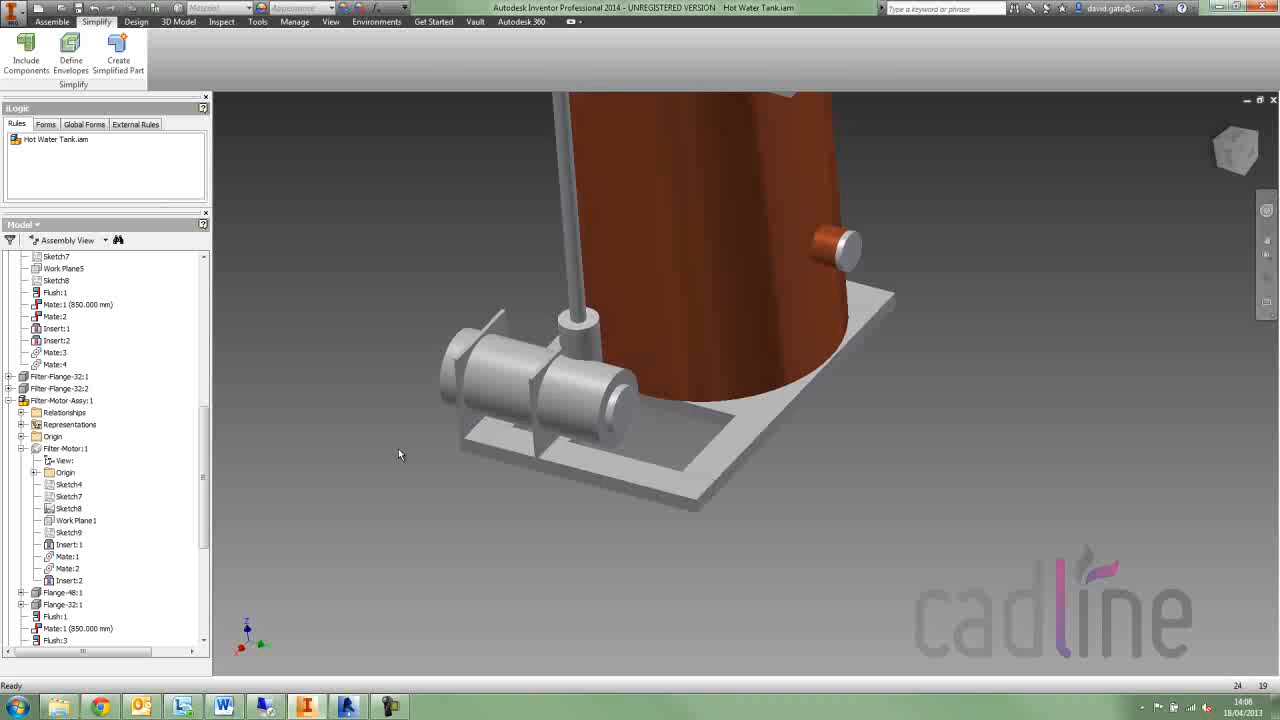 Material
Appearance
Autodesk Inventor Professional 2014 - UNREGISTERED VERSION Hot Water Tank.iam
Type a keyword or phrase
david.gate@c...
PRO
Assemble Simplify Design 3D Model Inspect Tools Manage View Environments Get Started Vault Autodesk 360
Include Components
Define Envelopes
Create Simplified Part
Simplify
iLogic
Rules Forms Global Forms External Rules
Hot Water Tank.iam
Model
Assembly View
Sketch7
Work Plane5
Sketch8
Flush:1
Mate:1 (850.000 mm)
Mate:2
Insert:1
Insert:2
Mate:3
Mate:4
Filter-Flange-32:1
Filter-Flange-32:2
Filter-Motor-Assy:1
Relationships
Representations
Origin
Filter-Motor:1
View:
Origin
Sketch4
Sketch7
Sketch8
Work Plane1
Sketch9
Insert:1
Mate:1
Mate:2
Insert:2
Flange-48:1
Flange-32:1
Flush:1
Mate:1 (850.000 mm)
Flush:3
Z
cadline
Ready
24 19
14:08
18/04/2013